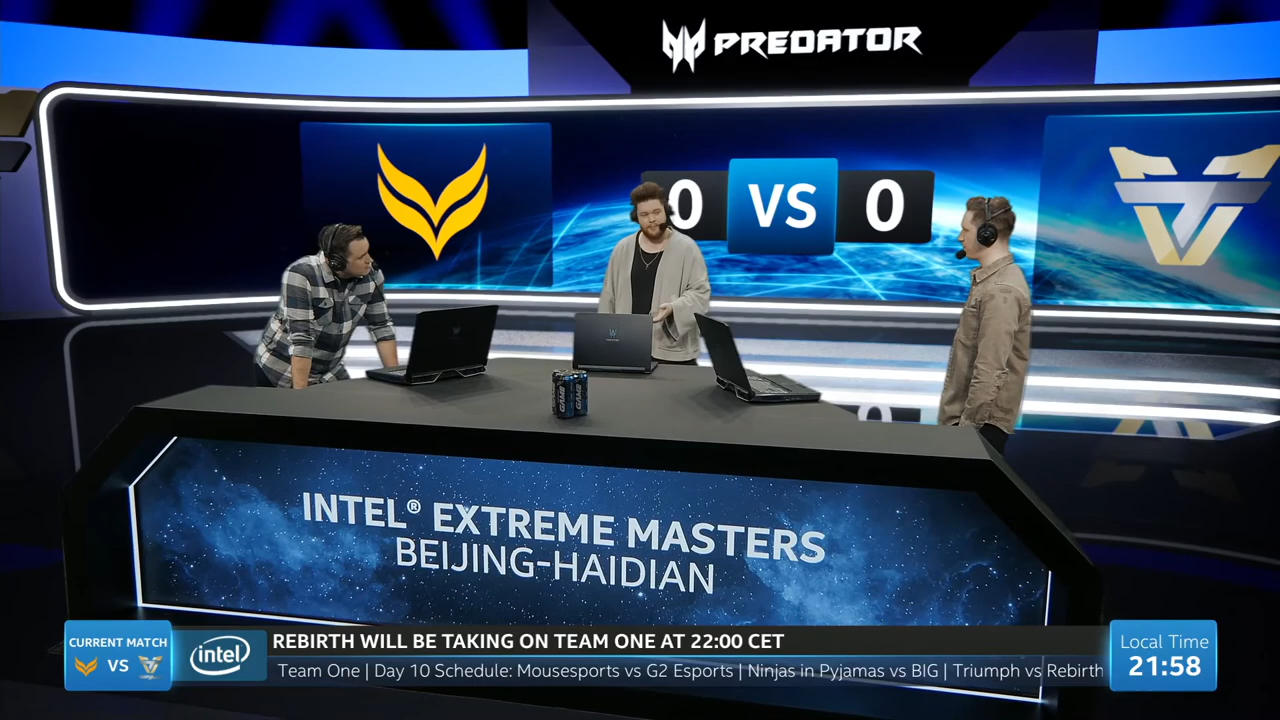 PREDATOR
0 VS 0
GAME GAME
INTEL® EXTREME MASTERS
BEIJING-HAIDIAN
CURRENT MATCH
VS
intel
REBIRTH WILL BE TAKING ON TEAM ONE AT 22:00 CET
Team One | Day 10 Schedule: Mousesports vs G2 Esports | Ninjas in Pyjamas vs BIG | Triumph vs Rebirth
Local Time
21:58